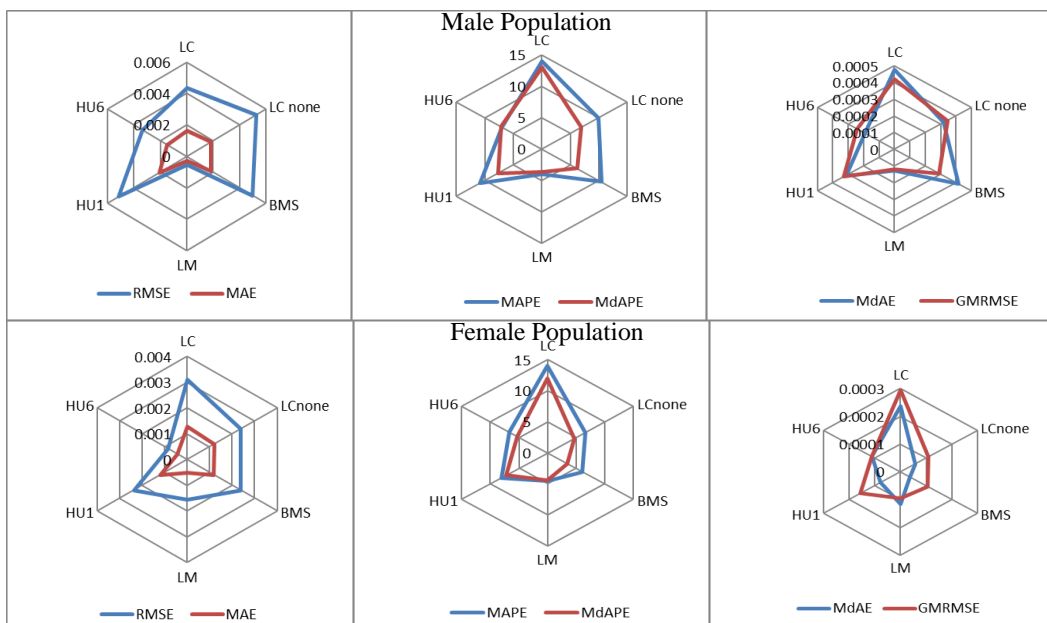 Male Population
LC
0.006
0.004
0.002
0
LC none
BMS
LM
HU1
HU6
RMSE MAE
LC
15
10
5
0
LC none
BMS
LM
HU1
HU6
MAPE MdAPE
LC
0.0005
0.0004
0.0003
0.0002
0.0001
0
LC none
BMS
LM
HU1
HU6
MdAE GMRMSE
Female Population
LC
0.004
0.003
0.002
0.001
0
LCnone
BMS
LM
HU1
HU6
RMSE MAE
LC
15
10
5
0
LCnone
BMS
LM
HU1
HU6
MAPE MdAPE
LC
0.0003
0.0002
0.0001
0
LCnone
BMS
LM
HU1
HU6
MdAE GMRMSE